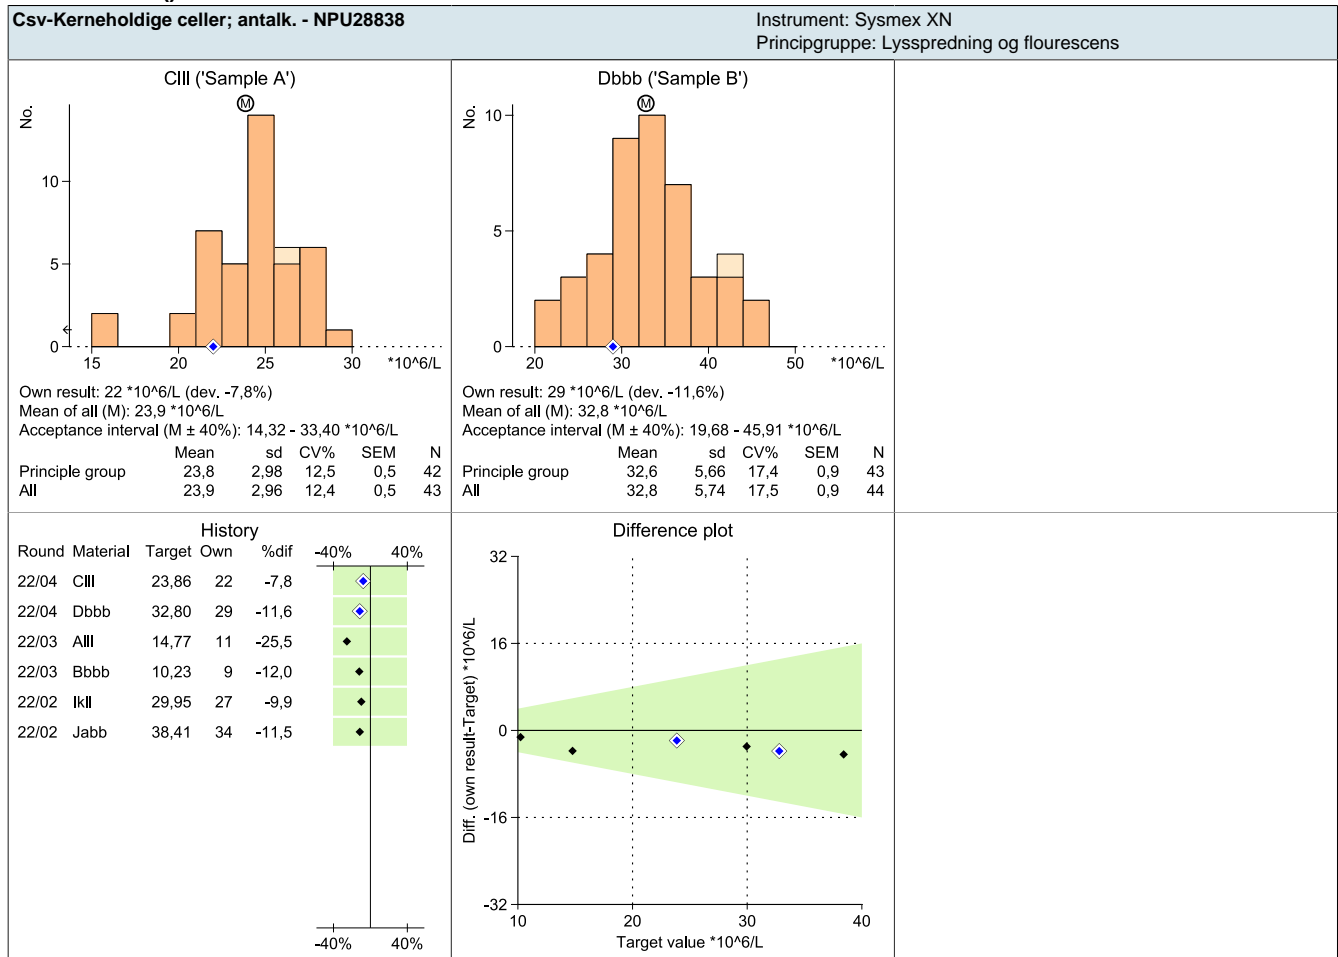 Csv-Kerneholdige celler; antalk. - NPU28838
Instrument: Sysmex XN
Principgruppe: Lysspredning og flourescens
CIII ('Sample A')
M
No.
10
5
0
15 20 25 30 *10^6/L
Own result: 22 *10^6/L (dev. -7,8%)
Mean of all (M): 23,9 *10^6/L
Acceptance interval (M ± 40%): 14,32 - 33,40 *10^6/L
Mean sd CV% SEM N
Principle group 23,8 2,98 12,5 0,5 42
All 23,9 2,96 12,4 0,5 43
Dbbb ('Sample B')
M
No.
10
5
0
20 30 40 50 *10^6/L
Own result: 29 *10^6/L (dev. -11,6%)
Mean of all (M): 32,8 *10^6/L
Acceptance interval (M ± 40%): 19,68 - 45,91 *10^6/L
Mean sd CV% SEM N
Principle group 32,6 5,66 17,4 0,9 43
All 32,8 5,74 17,5 0,9 44
History
Round Material Target Own %dif -40% 40%
22/04 CIII 23,86 22 -7,8
22/04 Dbbb 32,80 29 -11,6
22/03 AIII 14,77 11 -25,5
22/03 Bbbb 10,23 9 -12,0
22/02 IkII 29,95 27 -9,9
22/02 Jabb 38,41 34 -11,5
-40% 40%
Difference plot
Diff. (own result-Target) *10^6/L
32
16
0
-16
-32
10 20 30 40
Target value *10^6/L